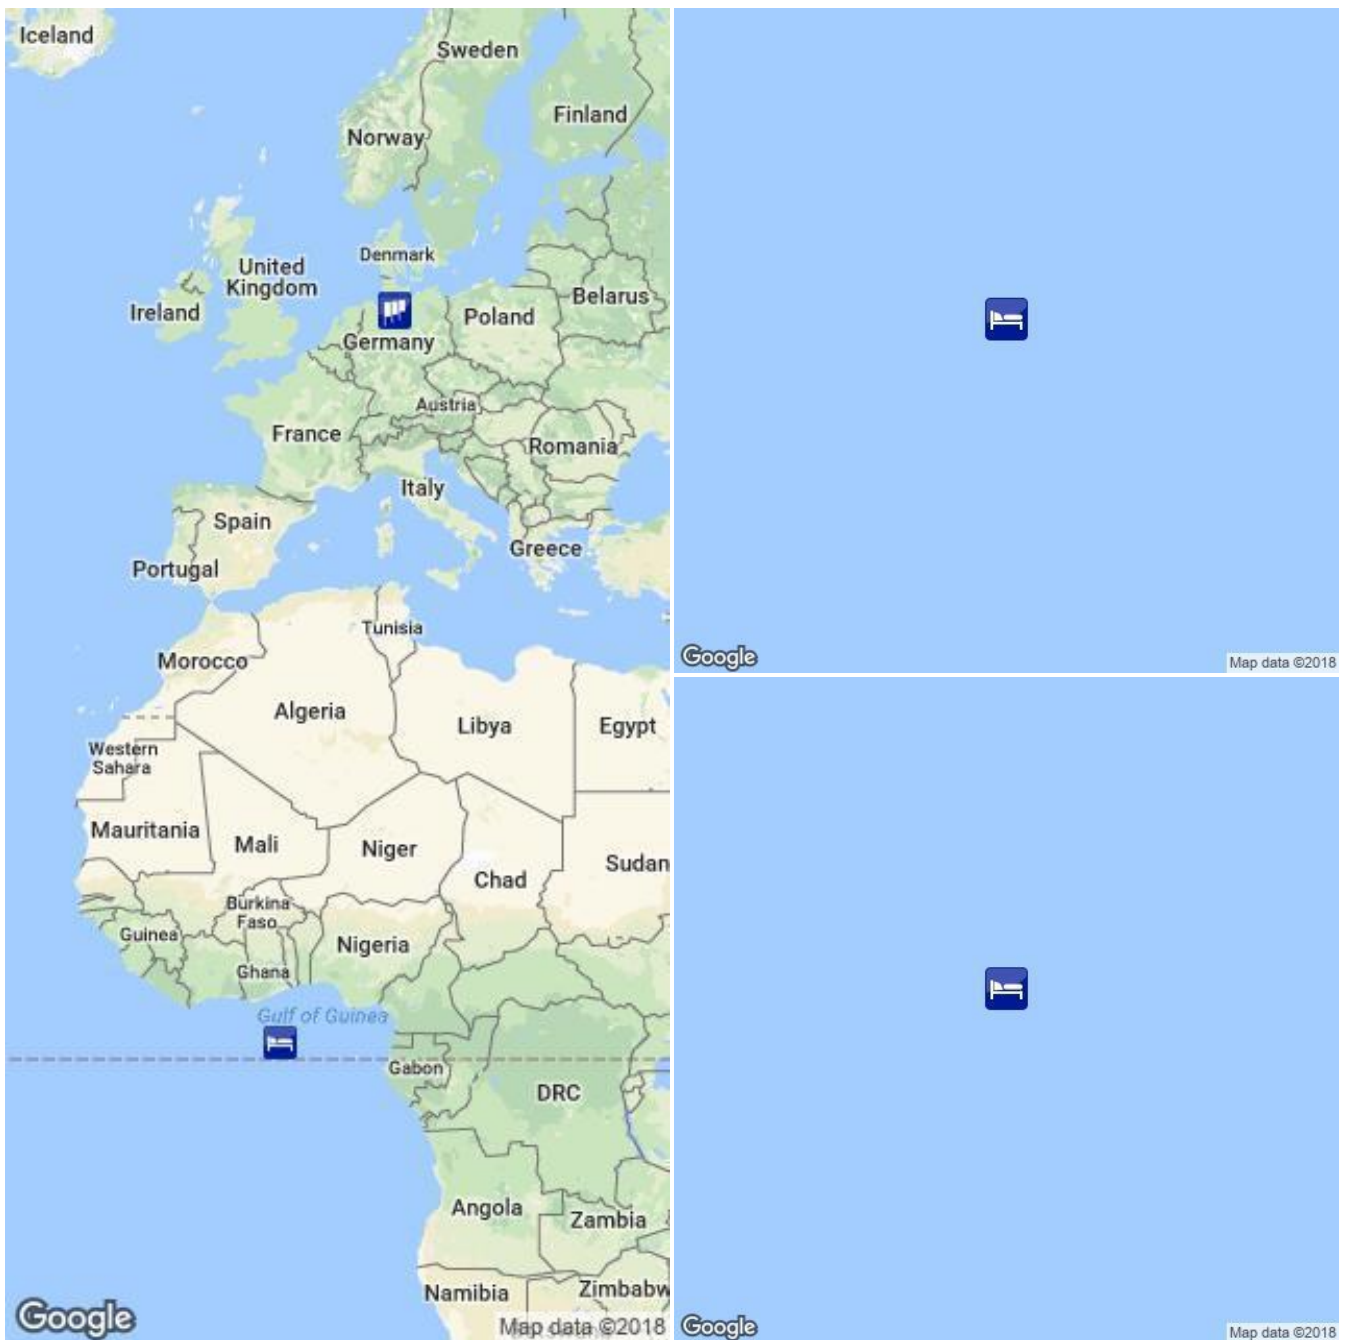 Iceland
Sweden
Finland
Norway
Denmark
United
Kingdom
Belarus
Ireland
Poland
Germany
Austria
France
Romania
Italy
Spain
Greece
Portugal
Tunisia
Morocco
Algeria
Libya
Egypt
Western
Sahara
Mauritania
Mali
Niger
Sudan
Chad
Burkina
Faso
Guinea
Nigeria
Ghana
Gulf of Guinea
Gabon
DRC
Angola
Zambia
Namibia
Zimbabw
Google
Map data ©2018
Google
Map data ©2018
Google
Map data ©2018